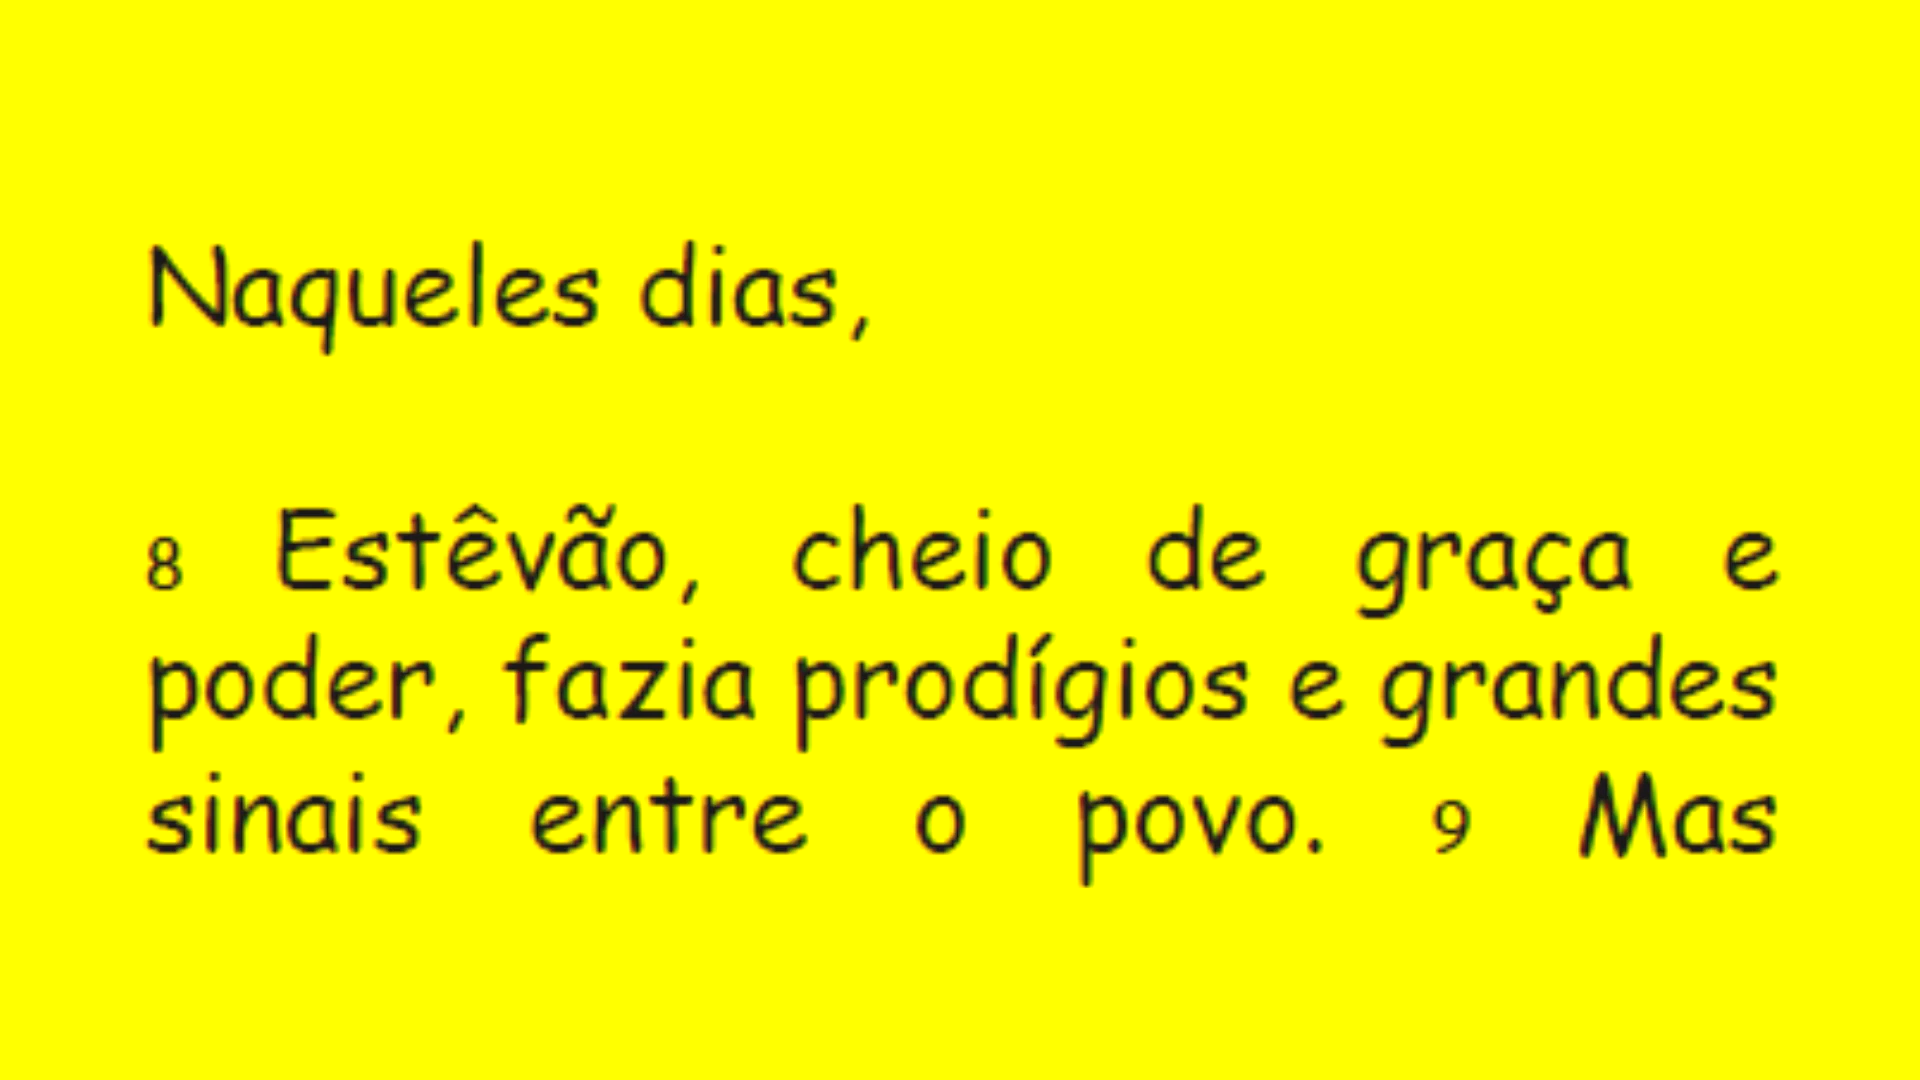 Naqueles dias,
8 Estêvão, cheio de graça e
poder, fazia prodígios e grandes
sinais entre o povo. 9 Mas